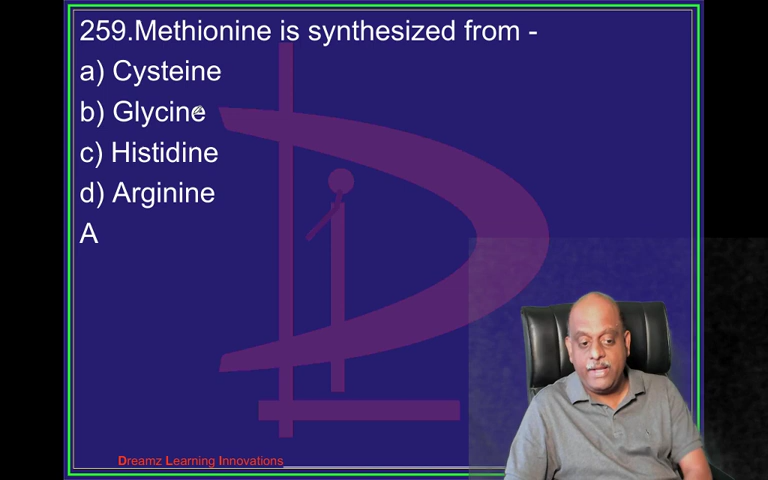 259.Methionine is synthesized from -
a) Cysteine
b) Glycine
c) Histidine
d) Arginine
A
Dreamz Learning Innovations